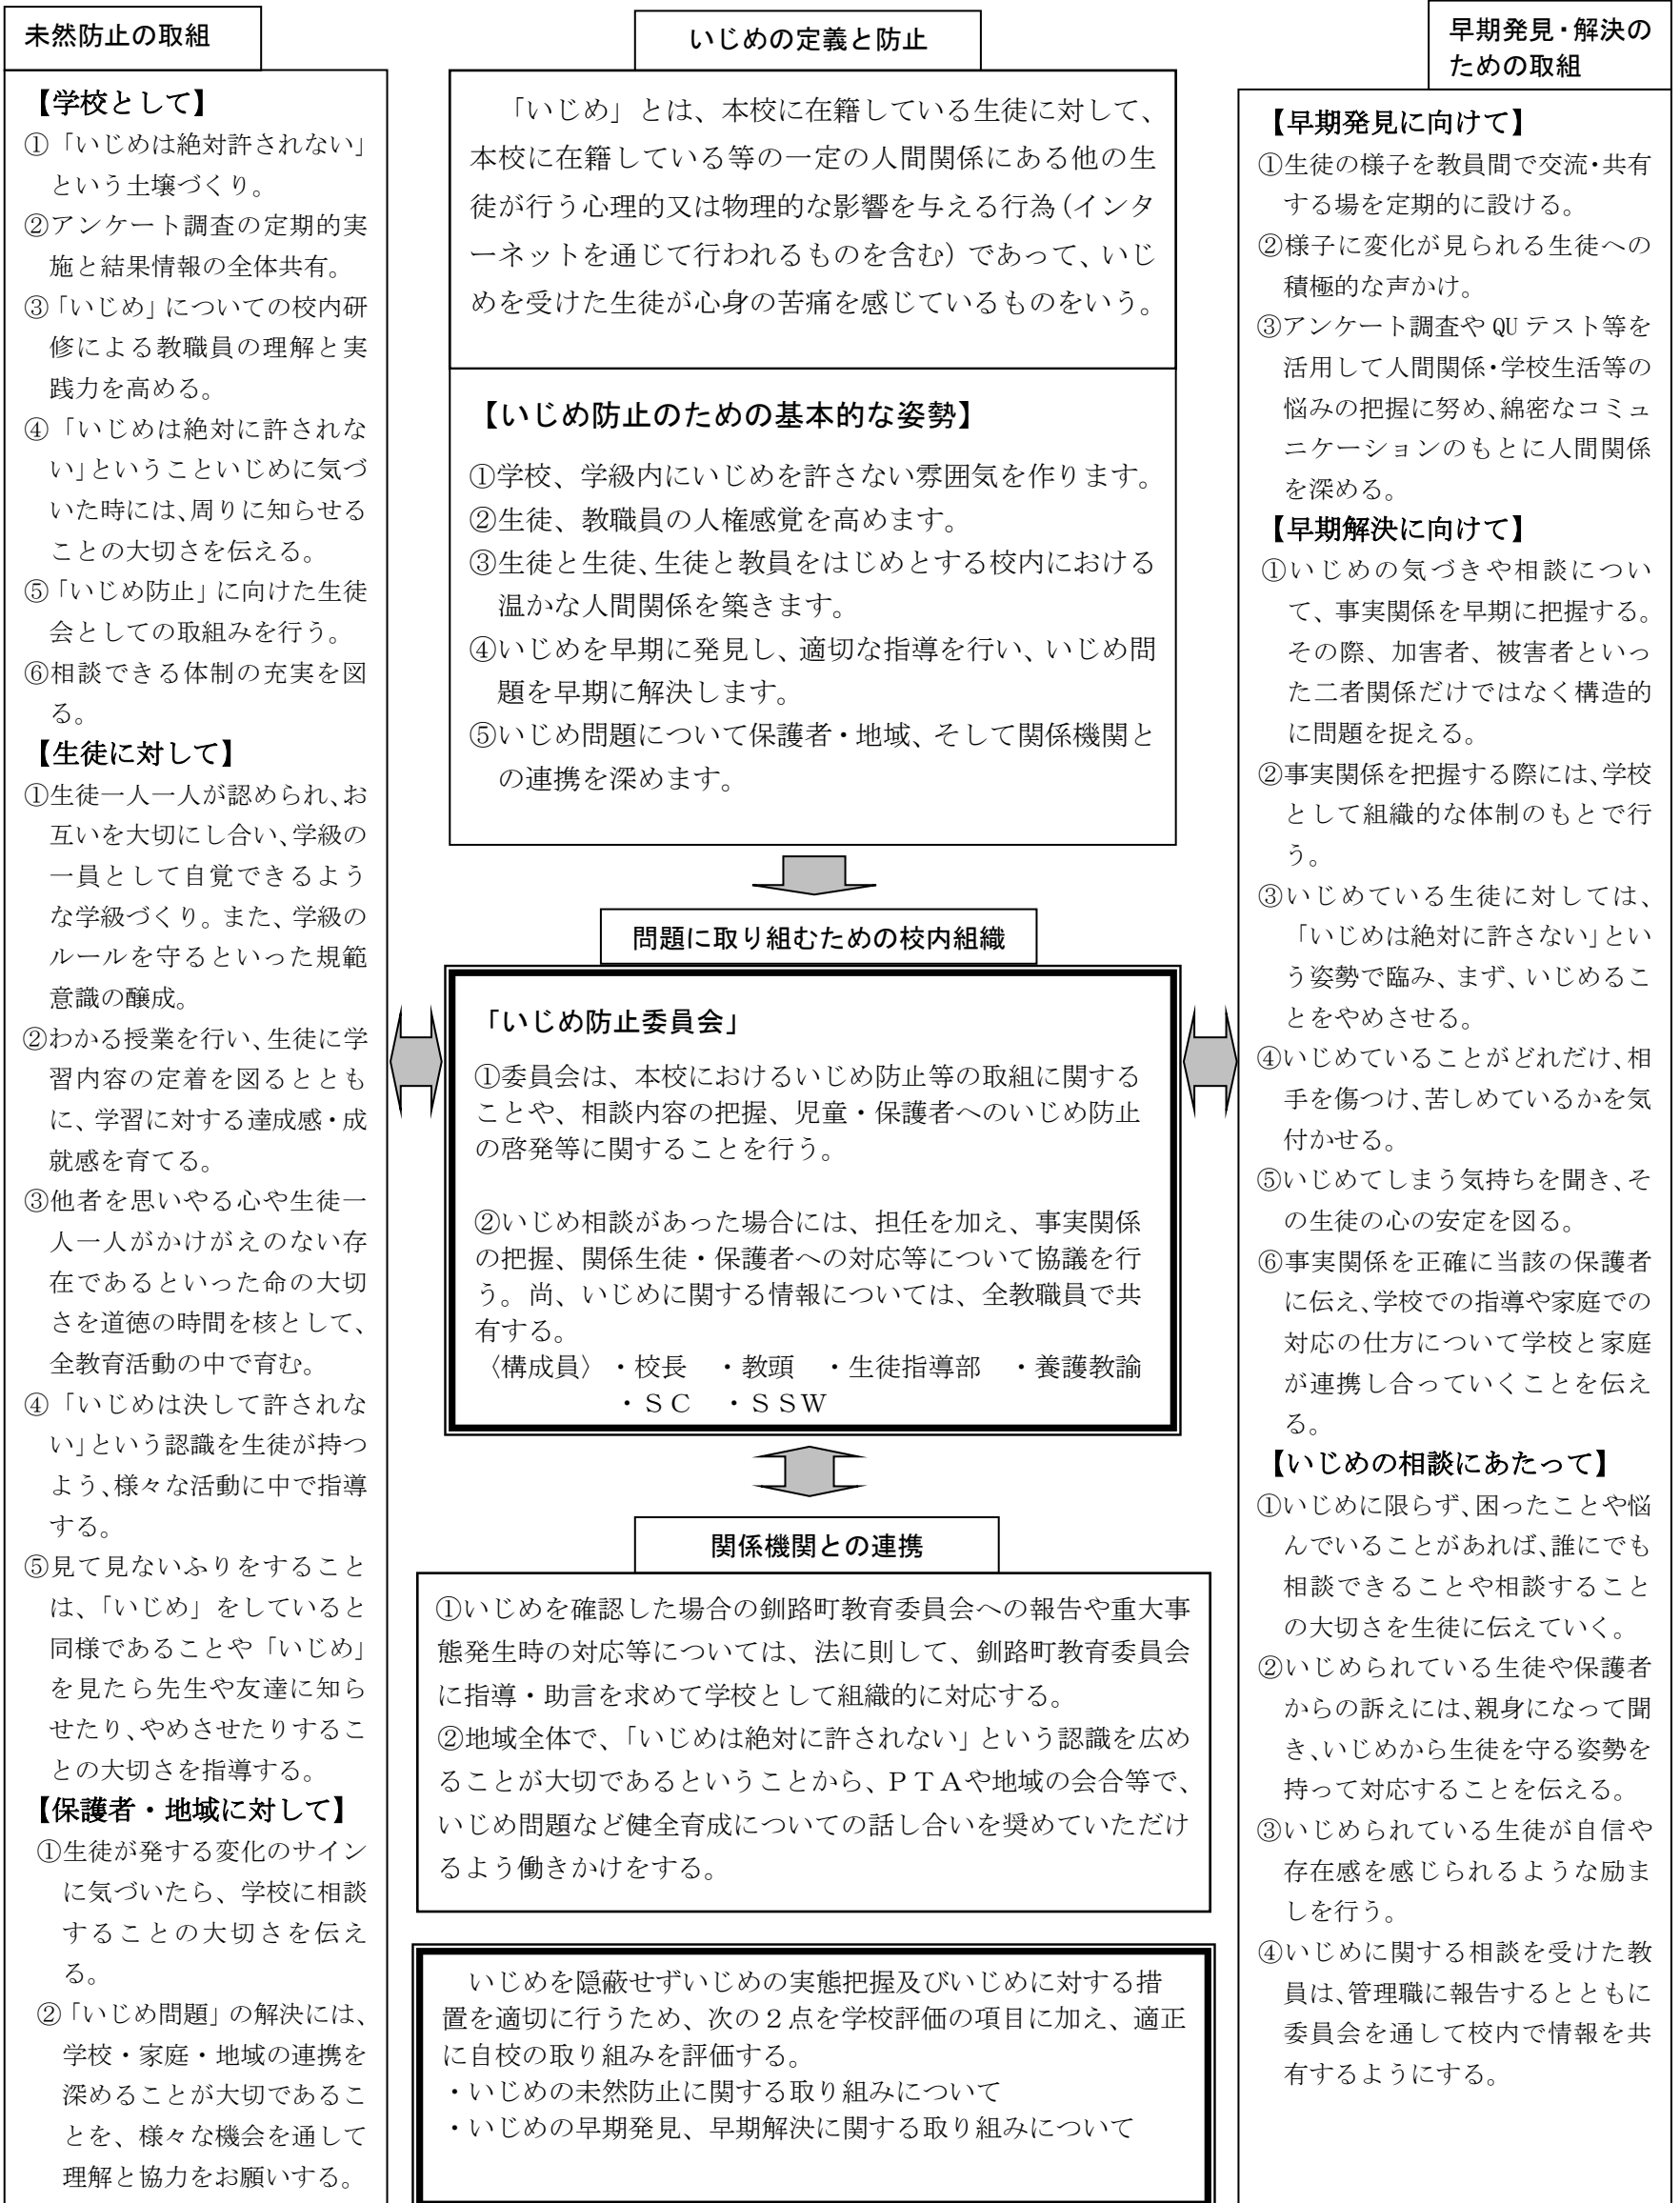 未然防止の取組
【学校として】
①「いじめは絶対許されない」
という土壌づくり。
②アンケート調査の定期的実
施と結果情報の全体共有。
③「いじめ」についての校内研
修による教職員の理解と実
践力を高める。
④「いじめは絶対に許されな
い」ということいじめに気づ
いた時には、周りに知らせる
ことの大切さを伝える。
⑤「いじめ防止」に向けた生徒
会としての取組みを行う。
⑥相談できる体制の充実を図
る。
【生徒に対して】
①生徒一人一人が認められ、お
互いを大切にし合い、学級の
一員として自覚できるよう
な学級づくり。また、学級の
ルールを守るといった規範
意識の醸成。
②わかる授業を行い、生徒に学
習内容の定着を図るととも
に、学習に対する達成感・成
就感を育てる。
③他者を思いやる心や生徒一
人一人がかけがえのない存
在であるといった命の大切
さを道徳の時間を核として、
全教育活動の中で育む。
④「いじめは決して許されな
い」という認識を生徒が持つ
よう、様々な活動に中で指導
する。
⑤見て見ないふりをすること
は、「いじめ」をしていると
同様であることや「いじめ」
を見たら先生や友達に知ら
せたり、やめさせたりするこ
との大切さを指導する。
【保護者・地域に対して】
①生徒が発する変化のサイン
に気づいたら、学校に相談
することの大切さを伝え
る。
②「いじめ問題」の解決には、
学校・家庭・地域の連携を
深めることが大切であるこ
とを、様々な機会を通して
理解と協力をお願いする。
いじめの定義と防止
「いじめ」とは、本校に在籍している生徒に対して、
本校に在籍している等の一定の人間関係にある他の生
徒が行う心理的又は物理的な影響を与える行為（インタ
ーネットを通じて行われるものを含む）であって、いじ
めを受けた生徒が心身の苦痛を感じているものをいう。
【いじめ防止のための基本的な姿勢】
①学校、学級内にいじめを許さない雰囲気を作ります。
②生徒、教職員の人権感覚を高めます。
③生徒と生徒、生徒と教員をはじめとする校内における
温かな人間関係を築きます。
④いじめを早期に発見し、適切な指導を行い、いじめ問
題を早期に解決します。
⑤いじめ問題について保護者・地域、そして関係機関と
の連携を深めます。
問題に取り組むための校内組織
「いじめ防止委員会」
①委員会は、本校におけるいじめ防止等の取組に関する
ことや、相談内容の把握、児童・保護者へのいじめ防止
の啓発等に関することを行う。
②いじめ相談があった場合には、担任を加え、事実関係
の把握、関係生徒・保護者への対応等について協議を行
う。尚、いじめに関する情報については、全教職員で共
有する。
〈構成員〉・校長　・教頭　・生徒指導部　・養護教諭
・ＳＣ　・ＳＳＷ
関係機関との連携
①いじめを確認した場合の釧路町教育委員会への報告や重大事
態発生時の対応等については、法に則して、釧路町教育委員会
に指導・助言を求めて学校として組織的に対応する。
②地域全体で、「いじめは絶対に許されない」という認識を広め
ることが大切であるということから、ＰＴＡや地域の会合等で、
いじめ問題など健全育成についての話し合いを奨めていただけ
るよう働きかけをする。
いじめを隠蔽せずいじめの実態把握及びいじめに対する措
置を適切に行うため、次の２点を学校評価の項目に加え、適正
に自校の取り組みを評価する。
・いじめの未然防止に関する取り組みについて
・いじめの早期発見、早期解決に関する取り組みについて
早期発見・解決の
ための取組
【早期発見に向けて】
①生徒の様子を教員間で交流・共有
する場を定期的に設ける。
②様子に変化が見られる生徒への
積極的な声かけ。
③アンケート調査や QU テスト等を
活用して人間関係・学校生活等の
悩みの把握に努め、綿密なコミュ
ニケーションのもとに人間関係
を深める。
【早期解決に向けて】
①いじめの気づきや相談につい
て、事実関係を早期に把握する。
その際、加害者、被害者といっ
た二者関係だけではなく構造的
に問題を捉える。
②事実関係を把握する際には、学校
として組織的な体制のもとで行
う。
③いじめている生徒に対しては、
「いじめは絶対に許さない」とい
う姿勢で臨み、まず、いじめるこ
とをやめさせる。
④いじめていることがどれだけ、相
手を傷つけ、苦しめているかを気
付かせる。
⑤いじめてしまう気持ちを聞き、そ
の生徒の心の安定を図る。
⑥事実関係を正確に当該の保護者
に伝え、学校での指導や家庭での
対応の仕方について学校と家庭
が連携し合っていくことを伝え
る。
【いじめの相談にあたって】
①いじめに限らず、困ったことや悩
んでいることがあれば、誰にでも
相談できることや相談すること
の大切さを生徒に伝えていく。
②いじめられている生徒や保護者
からの訴えには、親身になって聞
き、いじめから生徒を守る姿勢を
持って対応することを伝える。
③いじめられている生徒が自信や
存在感を感じられるような励ま
しを行う。
④いじめに関する相談を受けた教
員は、管理職に報告するとともに
委員会を通して校内で情報を共
有するようにする。